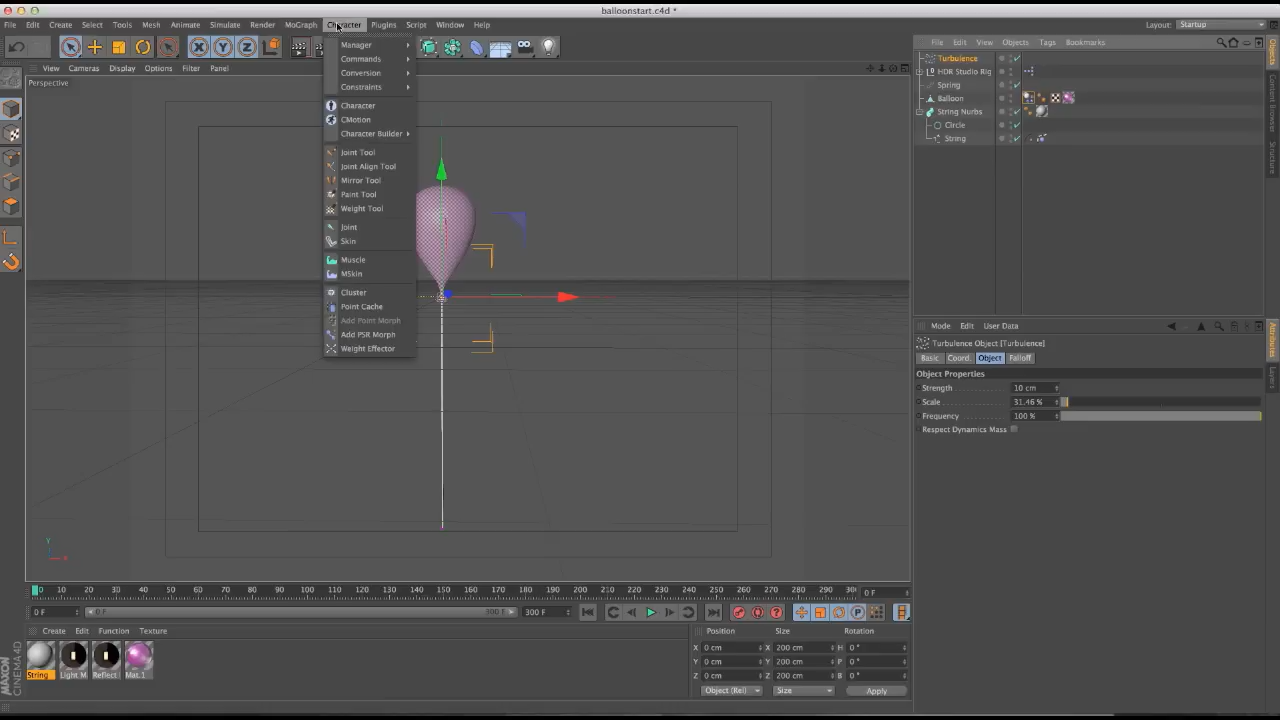 balloonstart.c4d *
File Edit Create Select Tools Mesh Animate Simulate Render MoGraph Character Plugins Script Window Help Layout: Startup
X Y Z
View Cameras Display Options Filter Panel
Perspective
Manager
Commands
Conversion
Constraints
Character
CMotion
Character Builder
Joint Tool
Joint Align Tool
Mirror Tool
Paint Tool
Weight Tool
Joint
Skin
Muscle
MSkin
Cluster
Point Cache
Add Point Morph
Add PSR Morph
Weight Effector
Y
X
File Edit View Objects Tags Bookmarks
Turbulence
HDR Studio Rig
Spring
Balloon
String Nurbs
Circle
String
Objects
Content Browser
Structure
Mode Edit User Data
Turbulence Object [Turbulence]
Basic Coord. Object Falloff
Object Properties
Strength 10 cm
Scale 31.46 %
Frequency 100 %
Respect Dynamics Mass
Attributes
Layers
0 10 20 30 40 50 60 70 80 90 100 110 120 130 140 150 160 170 180 190 200 210 220 230 240 250 260 270 280 290 30 0 F
0 F 0 F 300 F 300 F
Create Edit Function Texture
String Light M Reflect Mat.1
MAXON CINEMA 4D
Position Size Rotation
X 0 cm X 200 cm H 0 °
Y 0 cm Y 200 cm P 0 °
Z 0 cm Z 200 cm B 0 °
Object (Rel) Size Apply